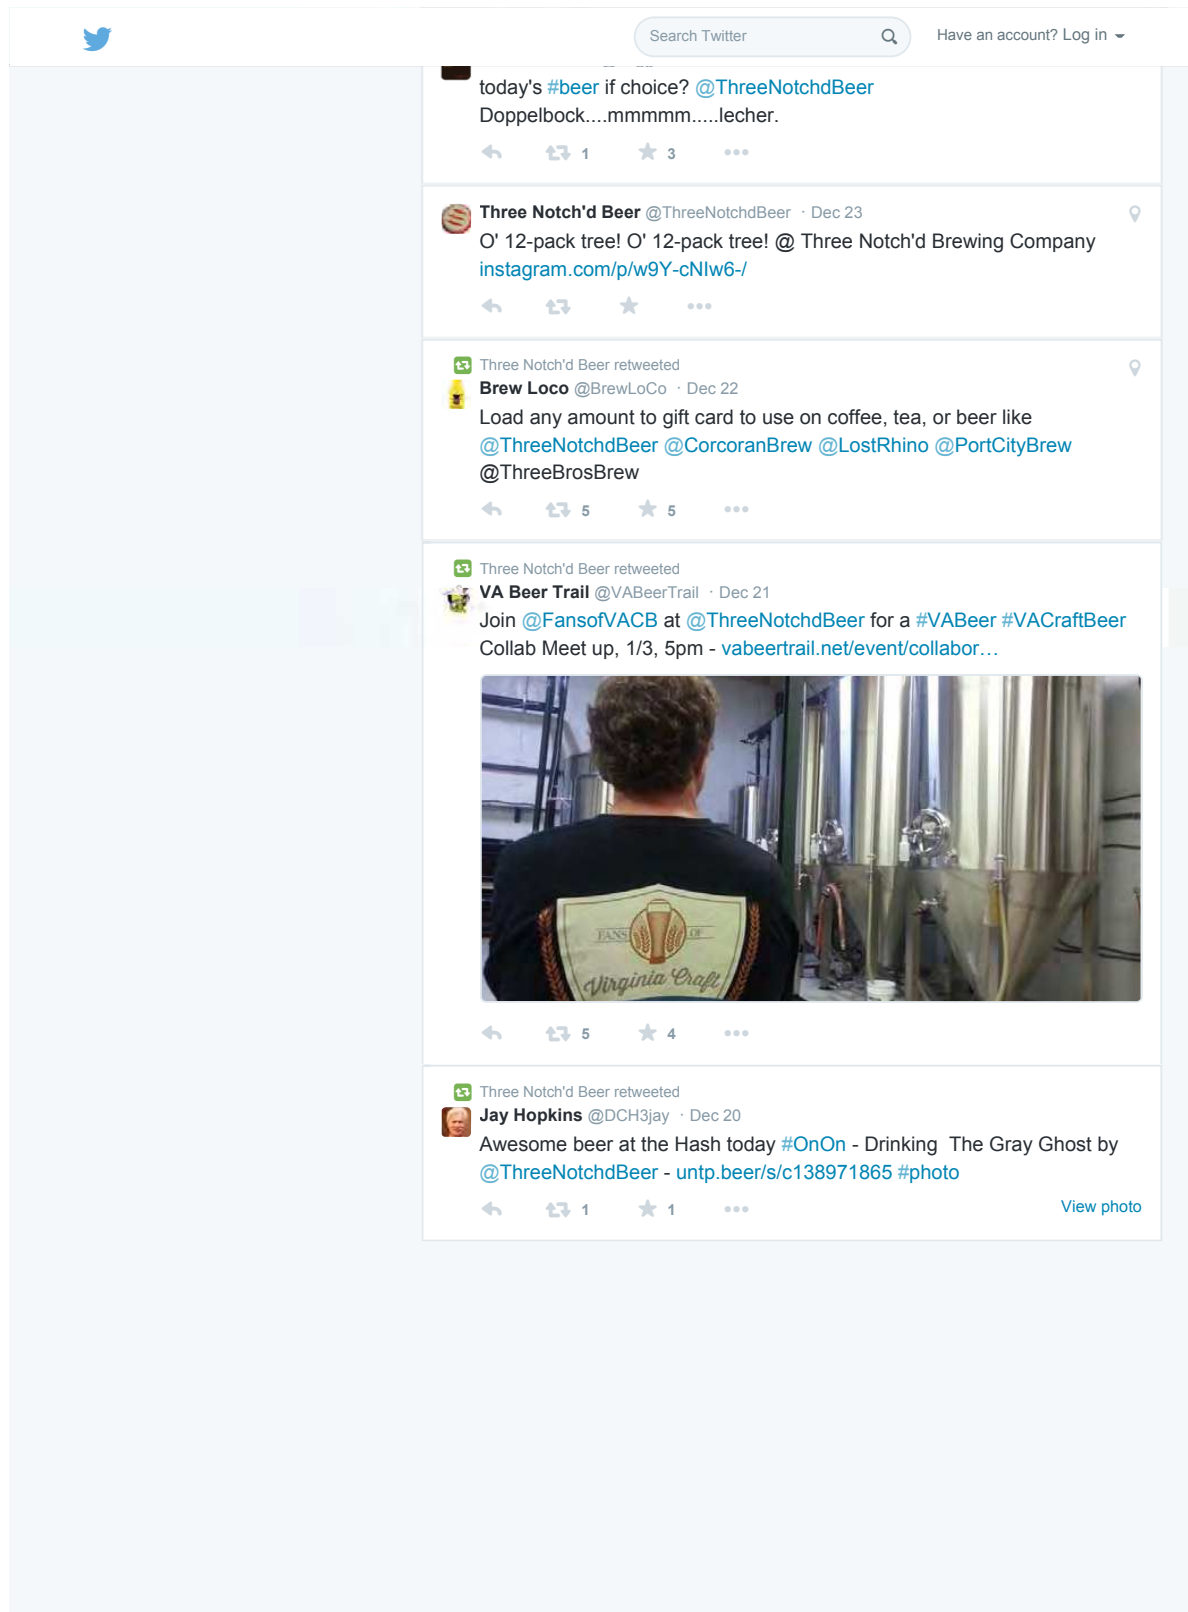 Search Twitter
Have an account? Log in
today's #beer if choice? @ThreeNotchdBeer
Doppelbock....mmmmm.....lecher.
1 3
Three Notch'd Beer @ThreeNotchdBeer · Dec 23
O' 12-pack tree! O' 12-pack tree! @ Three Notch'd Brewing Company
instagram.com/p/w9Y-cNIw6-/
Three Notch'd Beer retweeted
Brew Loco @BrewLoCo · Dec 22
Load any amount to gift card to use on coffee, tea, or beer like
@ThreeNotchdBeer @CorcoranBrew @LostRhino @PortCityBrew
@ThreeBrosBrew
5 5
Three Notch'd Beer retweeted
VA Beer Trail @VABeerTrail · Dec 21
Join @FansofVACB at @ThreeNotchdBeer for a #VABeer #VACraftBeer
Collab Meet up, 1/3, 5pm - vabeertrail.net/event/collabor…
FANS OF
Virginia Craft
5 4
Three Notch'd Beer retweeted
Jay Hopkins @DCH3jay · Dec 20
Awesome beer at the Hash today #OnOn - Drinking The Gray Ghost by
@ThreeNotchdBeer - untp.beer/s/c138971865 #photo
1 1
View photo